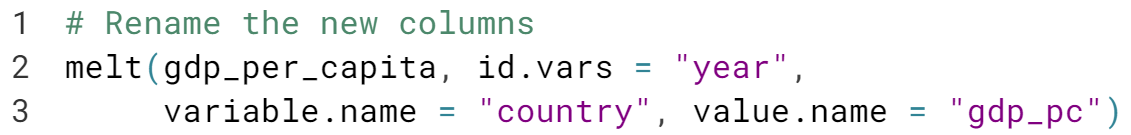 1 # Rename the new columns
2 melt(gdp_per_capita, id.vars = "year",
3      variable.name = "country", value.name = "gdp_pc")